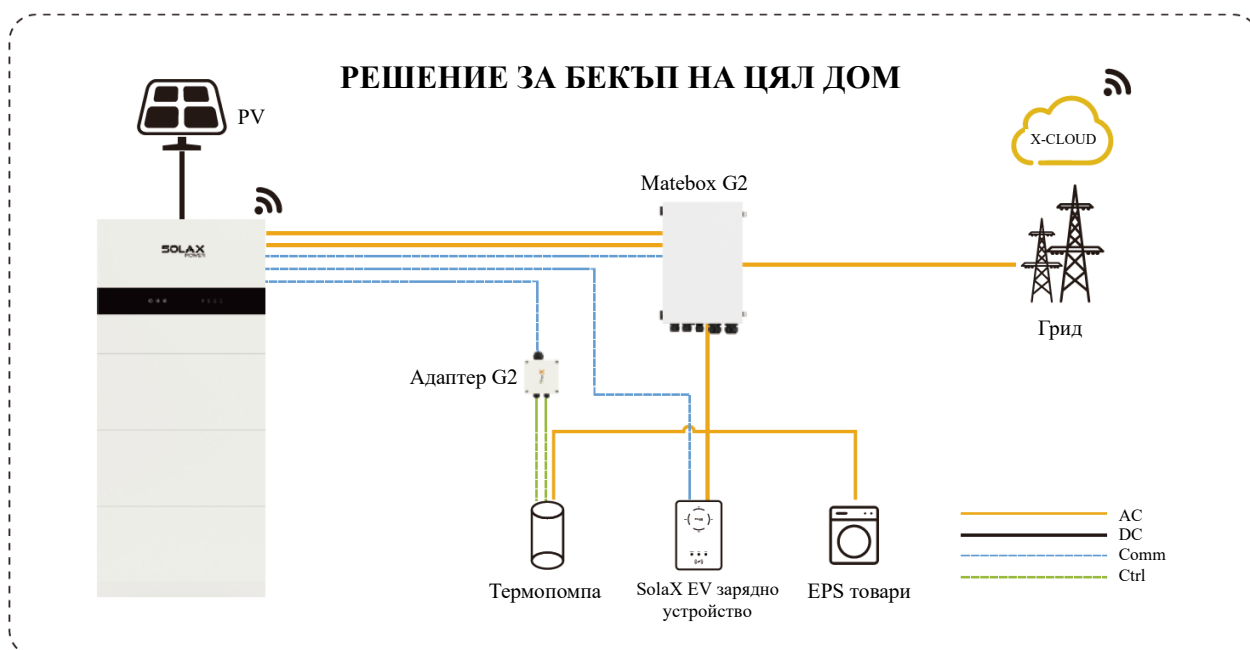 РЕШЕНИЕ ЗА БЕКЪП НА ЦЯЛ ДОМ
PV
X-CLOUD
Matebox G2
SOLAX
POWER
Грид
Адаптер G2
AC
DC
Comm
Ctrl
Термопомпа
SolaX EV зарядно
устройство
EPS товари